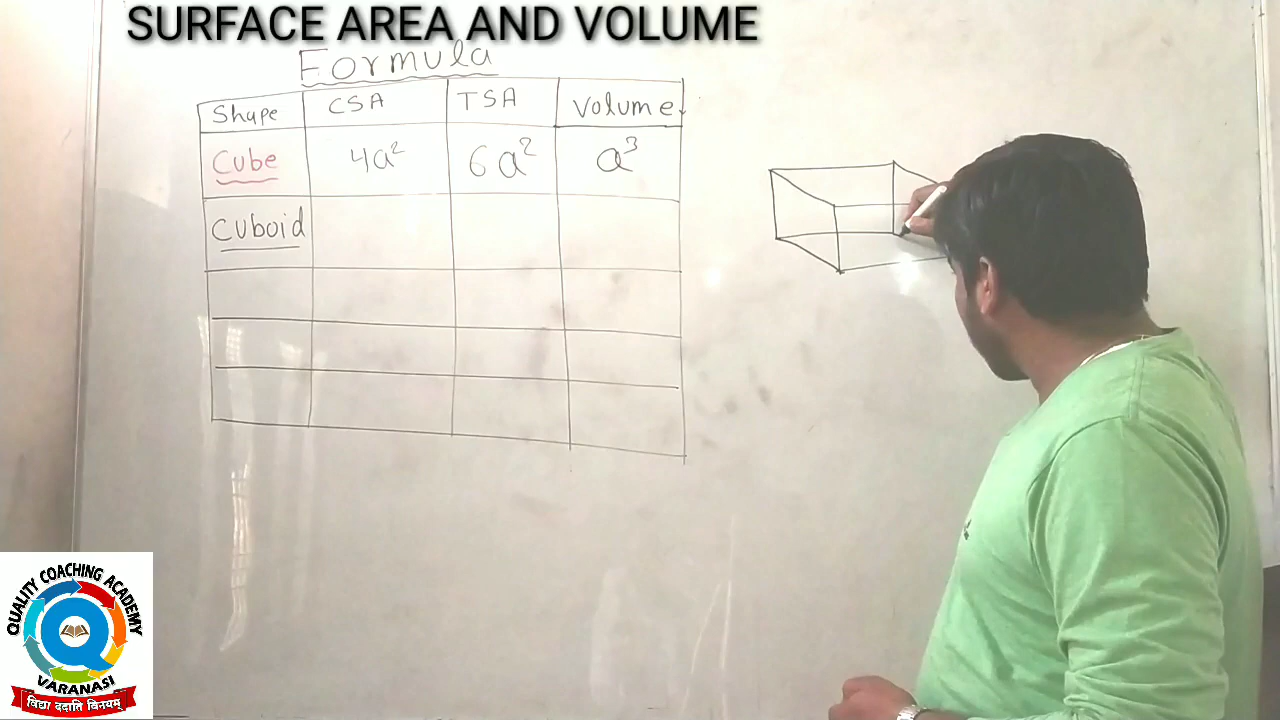 SURFACE AREA AND VOLUME
Formula
Shape CSA TSA Volume
Cube 4a² 6a² a³
Cuboid
QUALITY COACHING ACADEMY
VARANASI
विद्या ददाति विनयम्